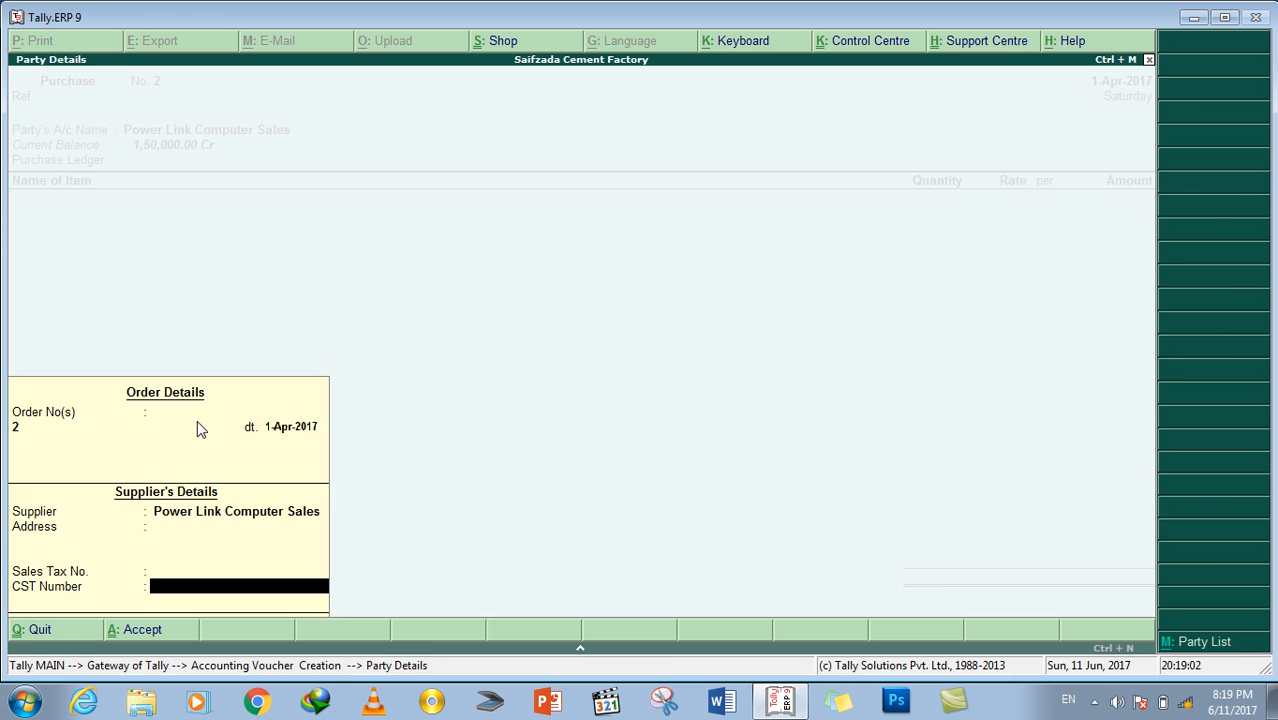 Tally.ERP 9
P: Print E: Export M: E-Mail O: Upload S: Shop G: Language K: Keyboard K: Control Centre H: Support Centre H: Help
Party Details Saifzada Cement Factory Ctrl + M
Purchase No. 2 1-Apr-2017
Ref. Saturday
Party's A/c Name : Power Link Computer Sales
Current Balance : 1,50,000.00 Cr
Purchase Ledger :
Name of Item Quantity Rate per Amount
Order Details
Order No(s) :
2 dt. 1-Apr-2017
Supplier's Details
Supplier : Power Link Computer Sales
Address :
Sales Tax No. :
CST Number :
Q: Quit A: Accept
M: Party List
Ctrl + N
Tally MAIN --> Gateway of Tally --> Accounting Voucher Creation --> Party Details (c) Tally Solutions Pvt. Ltd., 1988-2013 Sun, 11 Jun, 2017 20:19:02
321 Ps EN 8:19 PM
6/11/2017